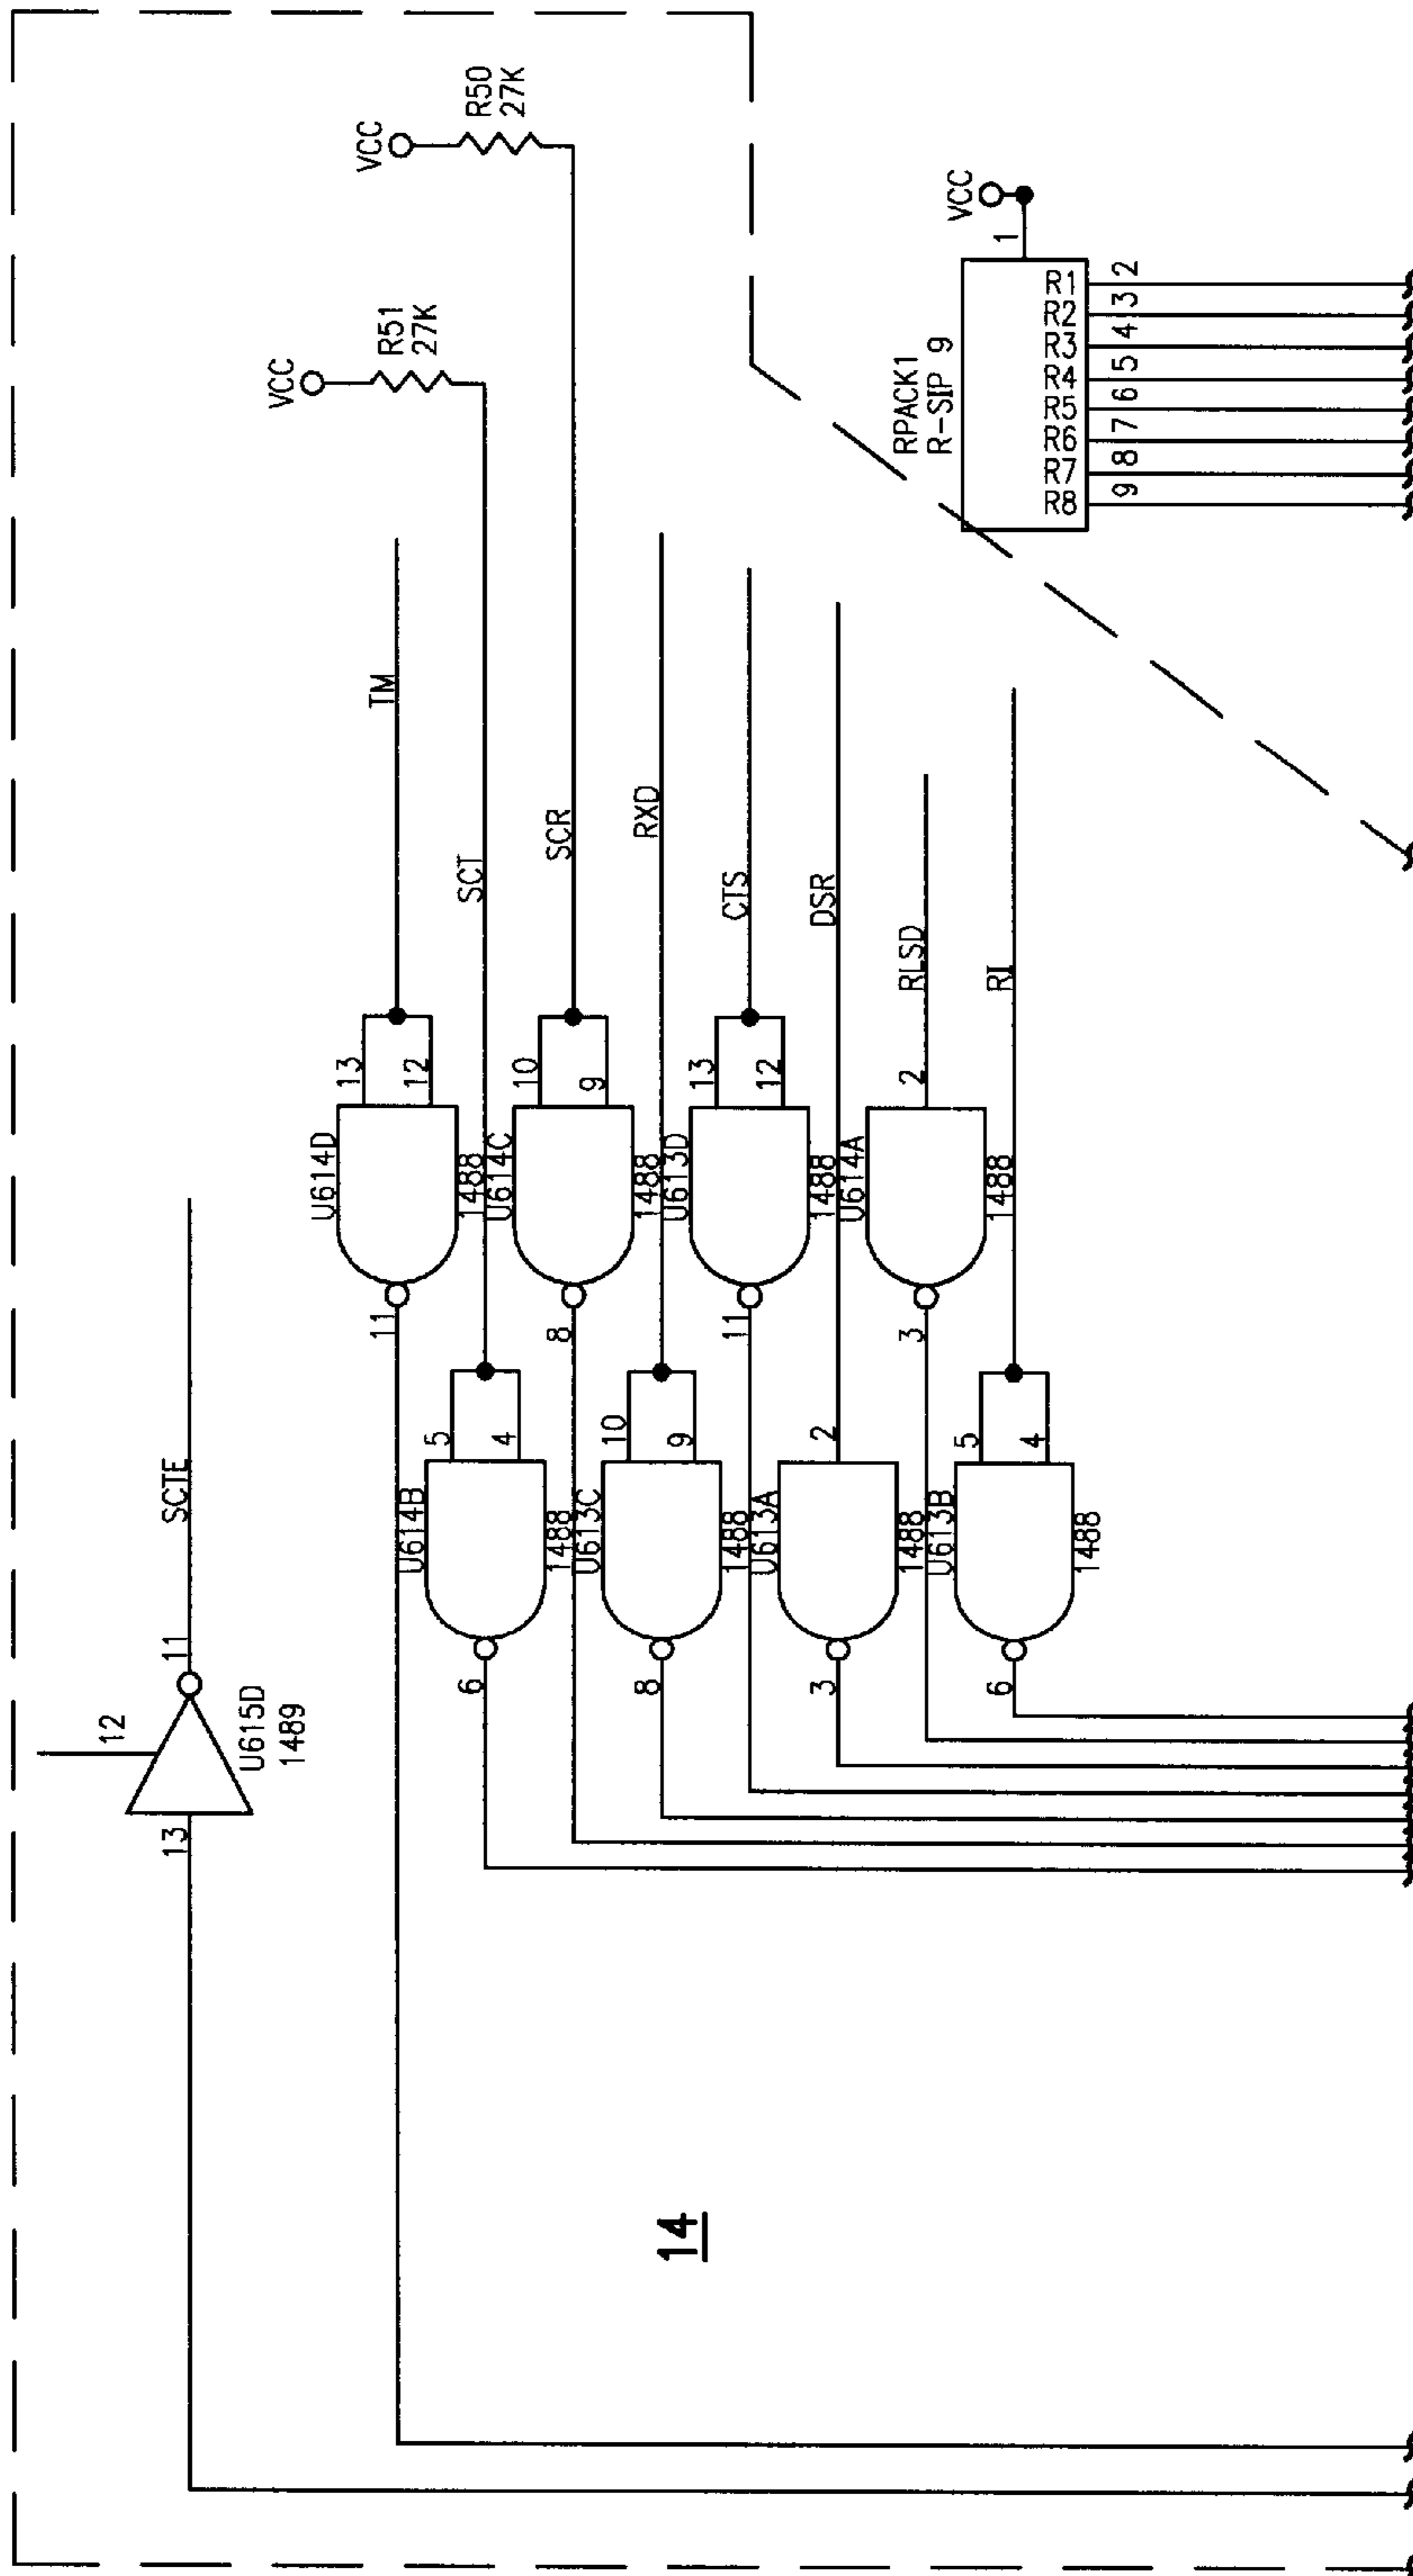 12
13
11
SCTE
U615D
1489
11
U614D
13
12
1488
TM
VCC
R51
27K
6
U614B
5
4
1488
SCT
VCC
R50
27K
8
U614C
10
9
1488
SCR
8
U613C
10
9
1488
RXD
11
U613D
13
12
1488
CTS
3
U613A
2
1488
DSR
3
U614A
2
1488
RLSD
6
U613B
5
4
1488
RI
RPACK1
R-SIP 9
VCC
1
R8 R7 R6 R5 R4 R3 R2 R1
9 8 7 6 5 4 3 2
14